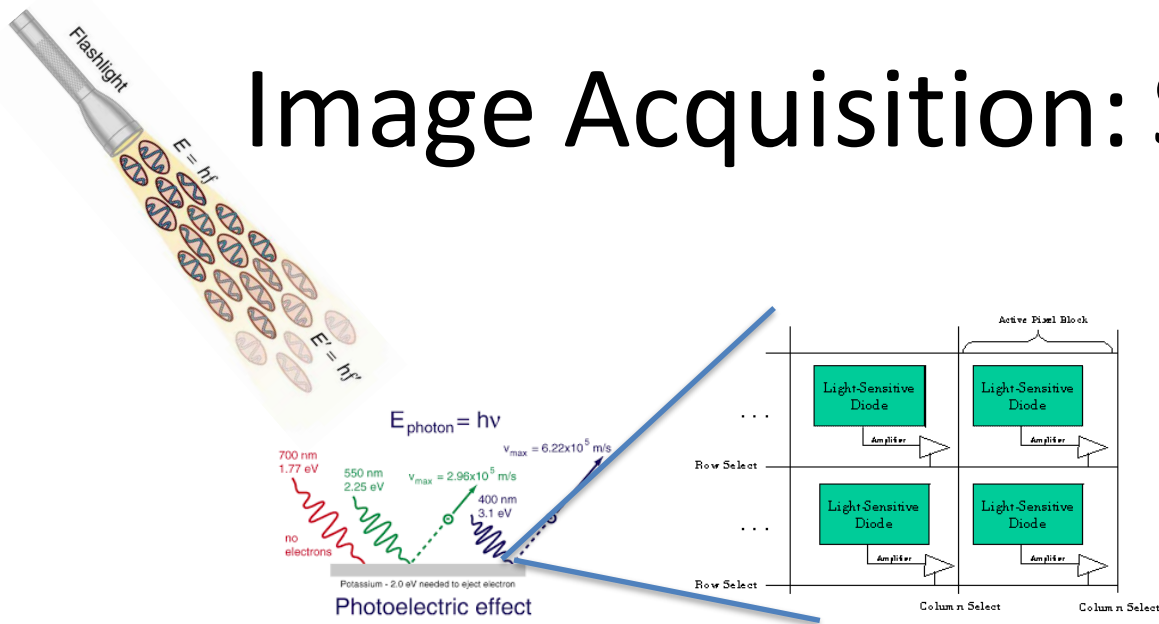 Flashlight
Image Acquisition: S
E = hf
E' = hf'
E photon = hν
700 nm
1.77 eV
550 nm
2.25 eV
vmax = 2.96x10^5 m/s
vmax = 6.22x10^5 m/s
400 nm
3.1 eV
no
electrons
Potassium - 2.0 eV needed to eject electron
Photoelectric effect
Active Pixel Block
Light-Sensitive
Diode
Light-Sensitive
Diode
. . .
Amplifier
Amplifier
Row Select
Light-Sensitive
Diode
Light-Sensitive
Diode
. . .
Amplifier
Amplifier
Row Select
Column Select
Column Select